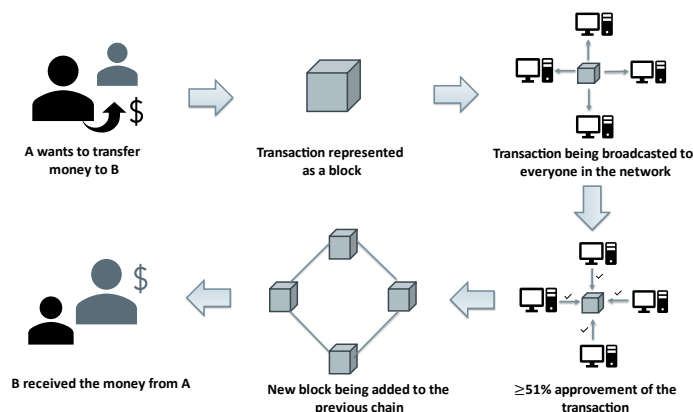 $
A wants to transfer
money to B
Transaction represented
as a block
Transaction being broadcasted to
everyone in the network
$
B received the money from A
New block being added to the
previous chain
≥51% approvement of the
transaction